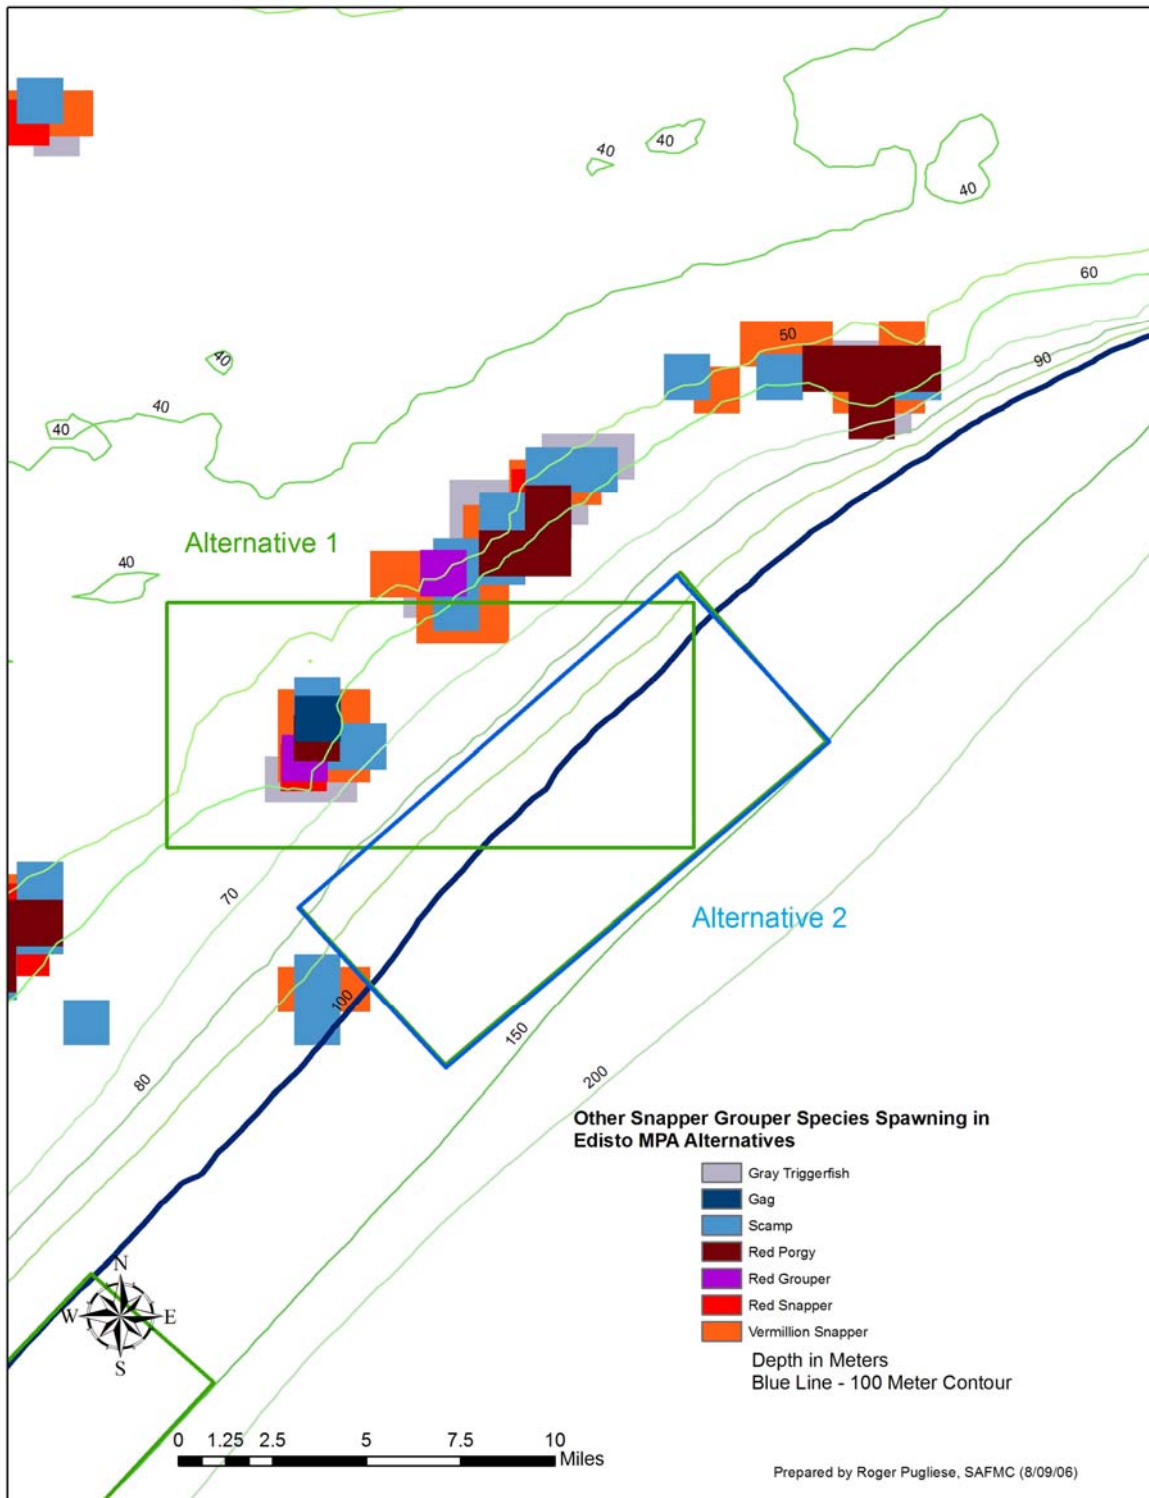 40
40
40
60
50
90
40
40
40
Alternative 1
40
70
Alternative 2
100
150
80
200
Other Snapper Grouper Species Spawning in
Edisto MPA Alternatives
Gray Triggerfish
Gag
Scamp
Red Porgy
Red Grouper
Red Snapper
Vermillion Snapper
Depth in Meters
Blue Line - 100 Meter Contour
N
W E
S
0 1.25 2.5 5 7.5 10
Miles
Prepared by Roger Pugliese, SAFMC (8/09/06)